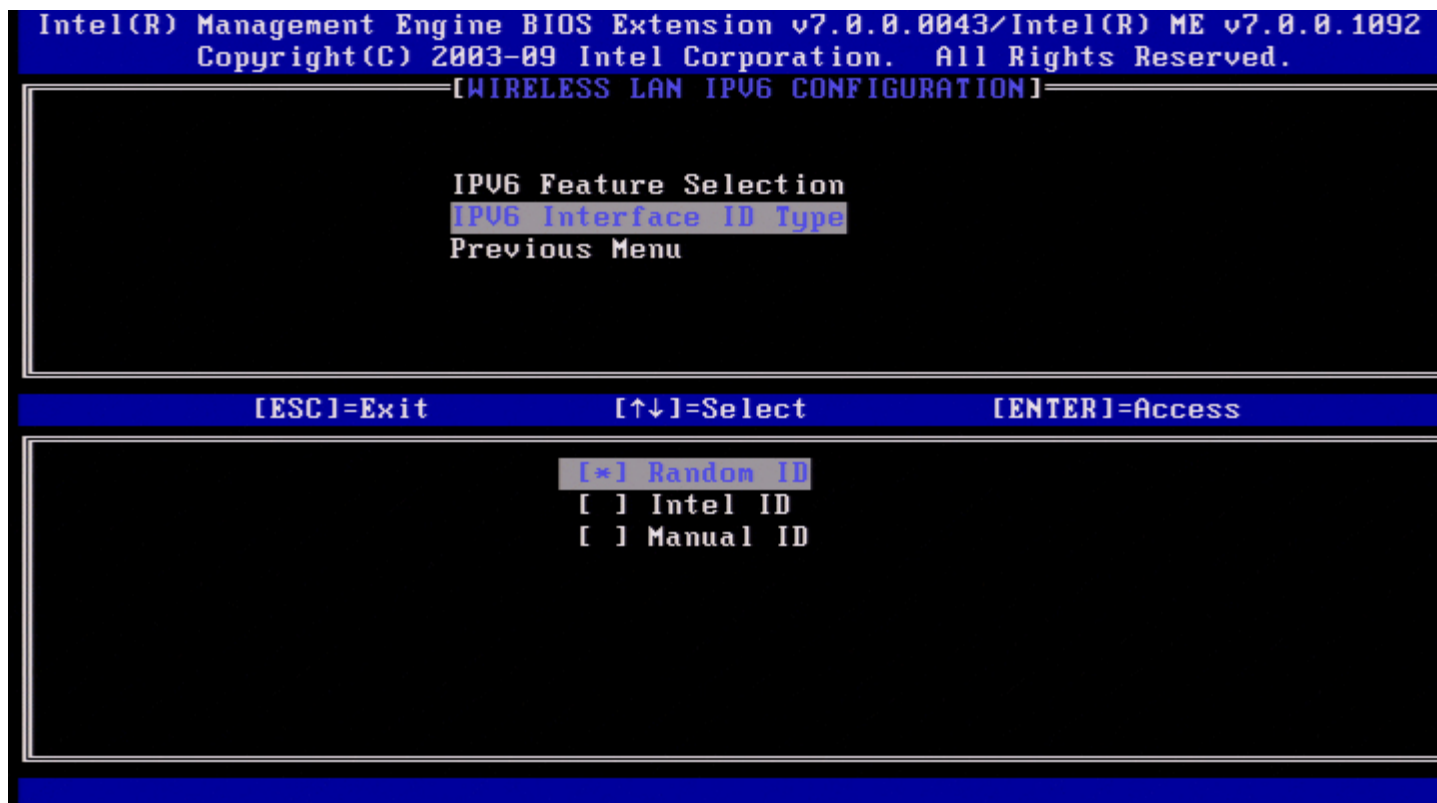 Intel(R) Management Engine BIOS Extension v7.0.0.0043/Intel(R) ME v7.0.0.1092
Copyright(C) 2003-09 Intel Corporation. All Rights Reserved.
[WIRELESS LAN IPV6 CONFIGURATION]
IPV6 Feature Selection
IPV6 Interface ID Type
Previous Menu
[ESC]=Exit [↑↓]=Select [ENTER]=Access
[*] Random ID
[ ] Intel ID
[ ] Manual ID